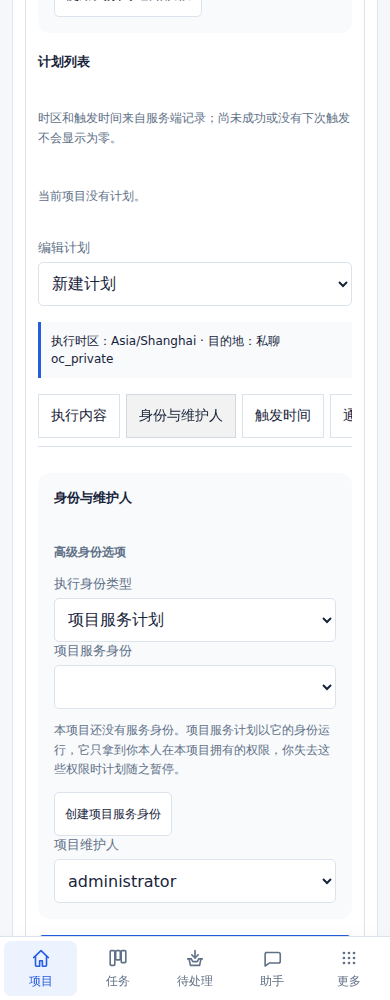 计划列表
时区和触发时间来自服务端记录；尚未成功或没有下次触发
不会显示为零。
当前项目没有计划。
编辑计划
新建计划
执行时区：Asia/Shanghai · 目的地：私聊
oc_private
执行内容
身份与维护人
触发时间
身份与维护人
高级身份选项
执行身份类型
项目服务计划
项目服务身份
本项目还没有服务身份。项目服务计划以它的身份运
行，它只拿到你本人在本项目拥有的权限，你失去这
些权限时计划随之暂停。
创建项目服务身份
项目维护人
administrator
项目
任务
待处理
助手
更多